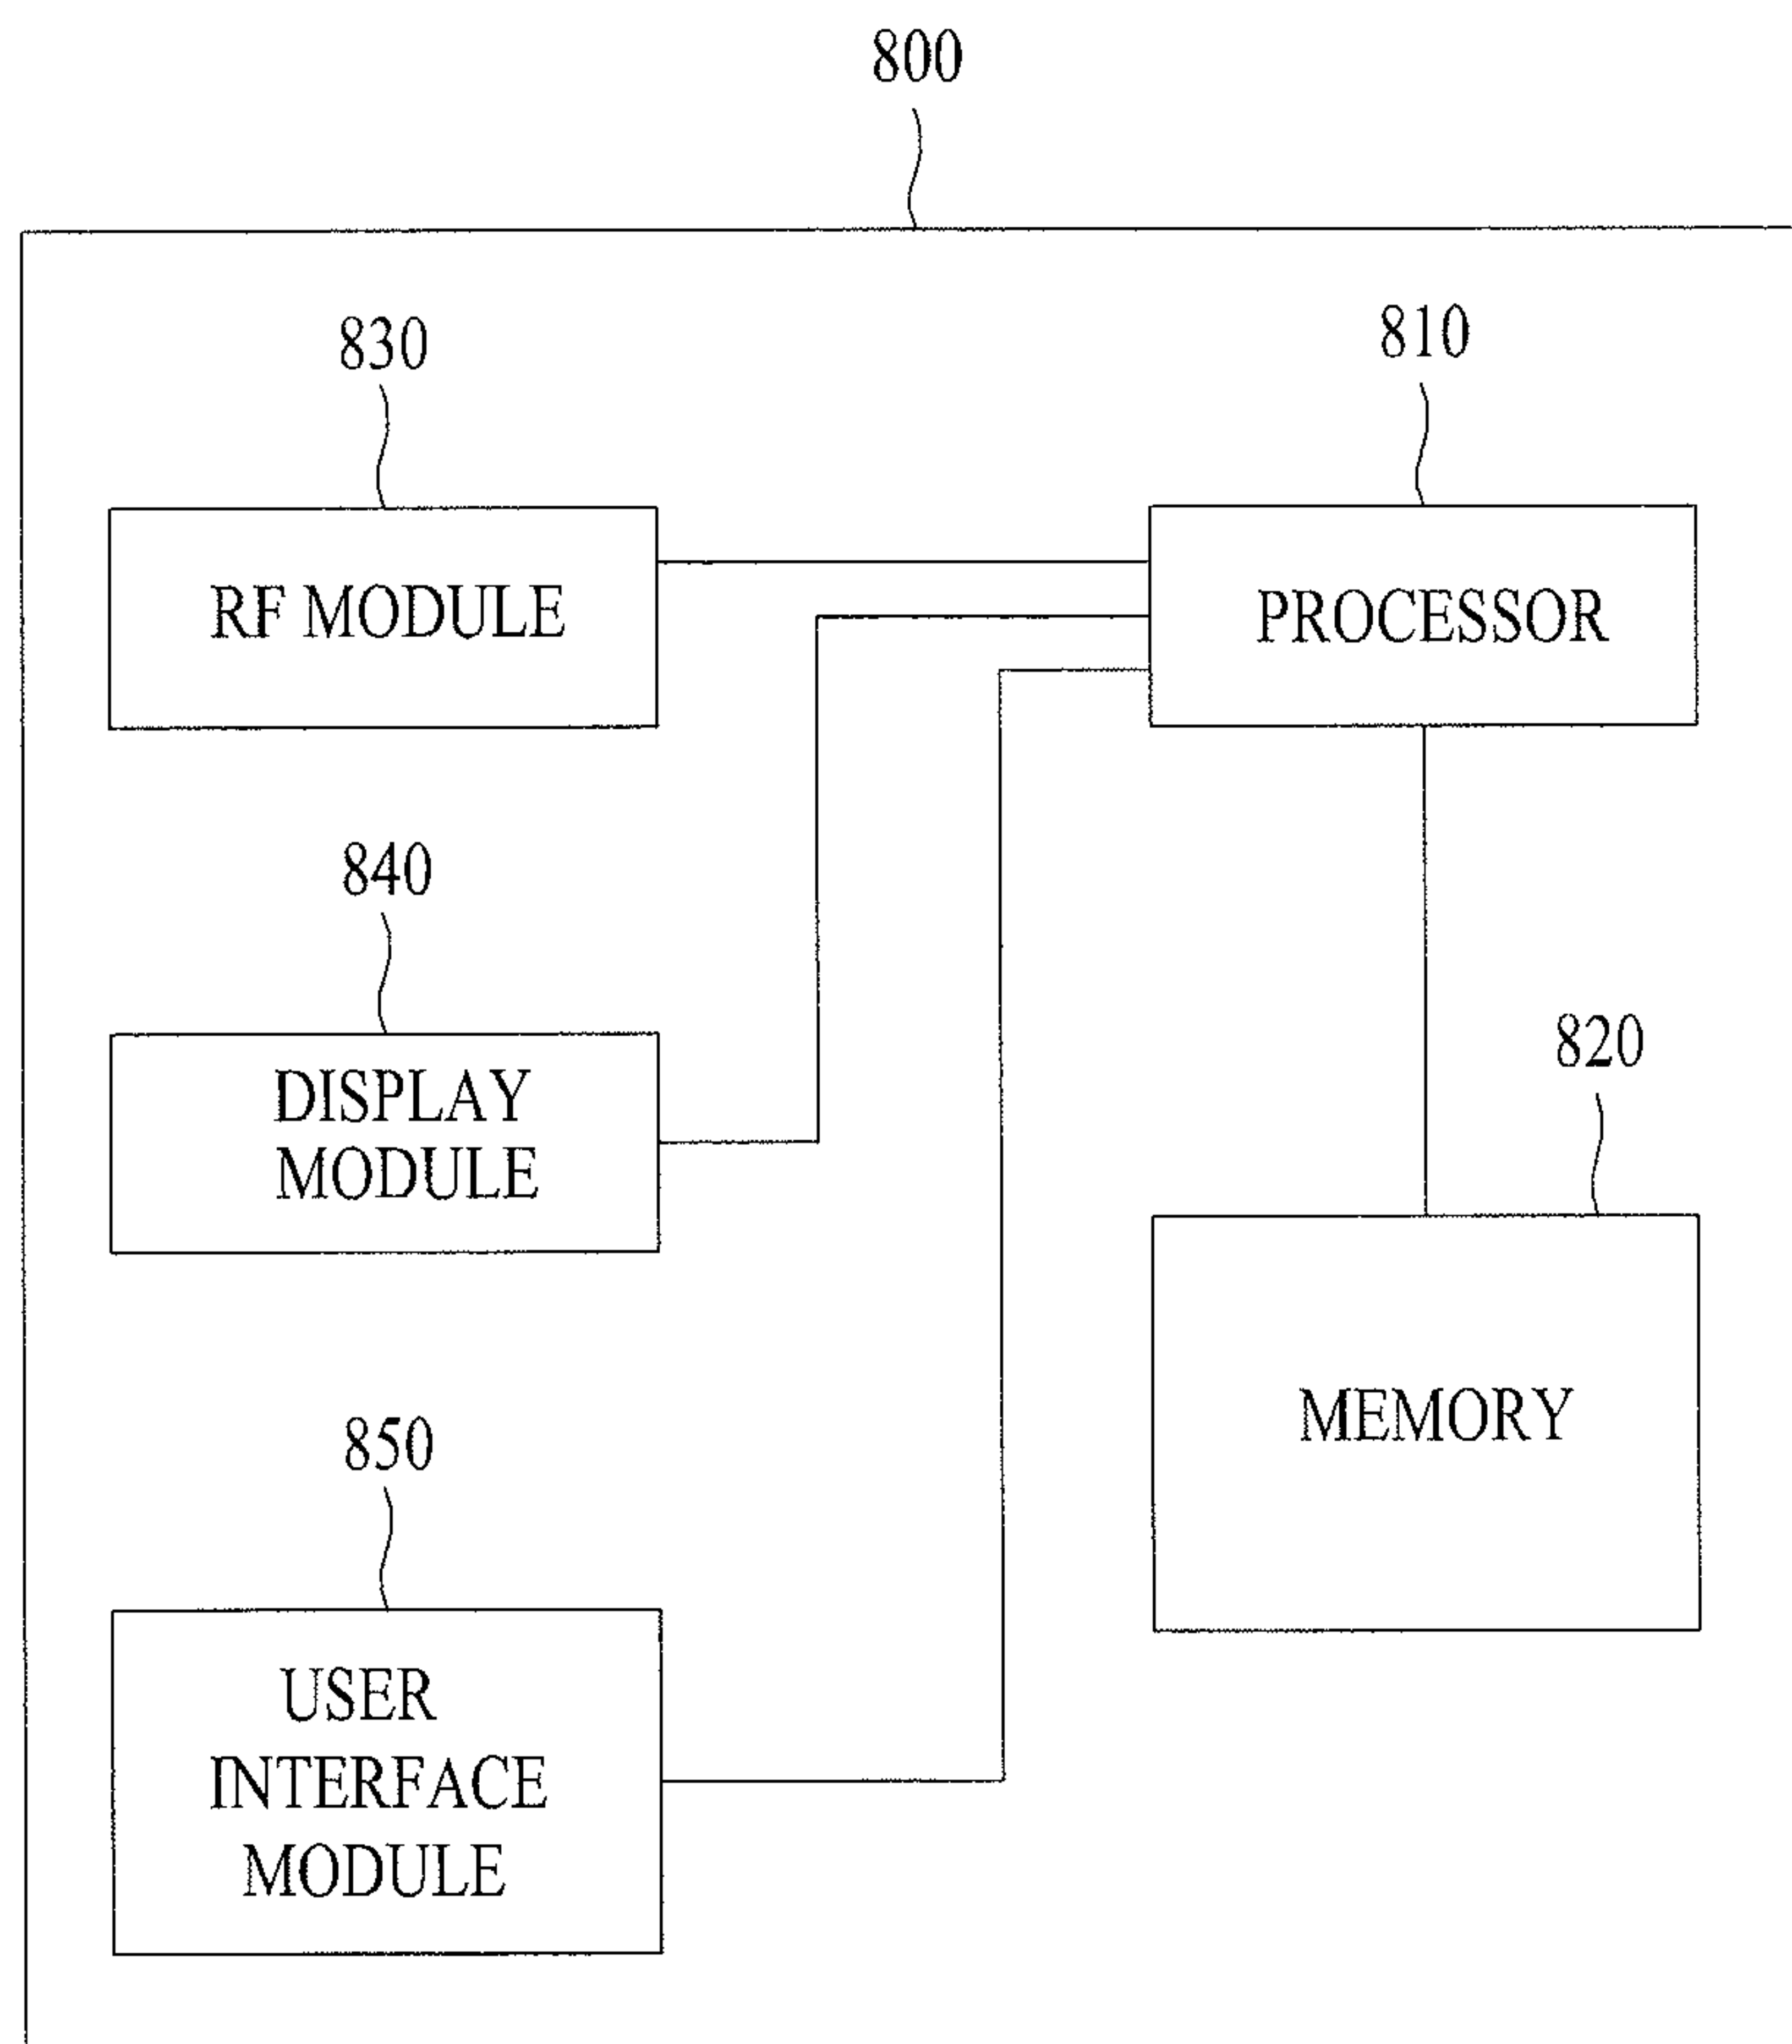 800
830
810
RF MODULE
PROCESSOR
840
DISPLAY
MODULE
820
MEMORY
850
USER
INTERFACE
MODULE